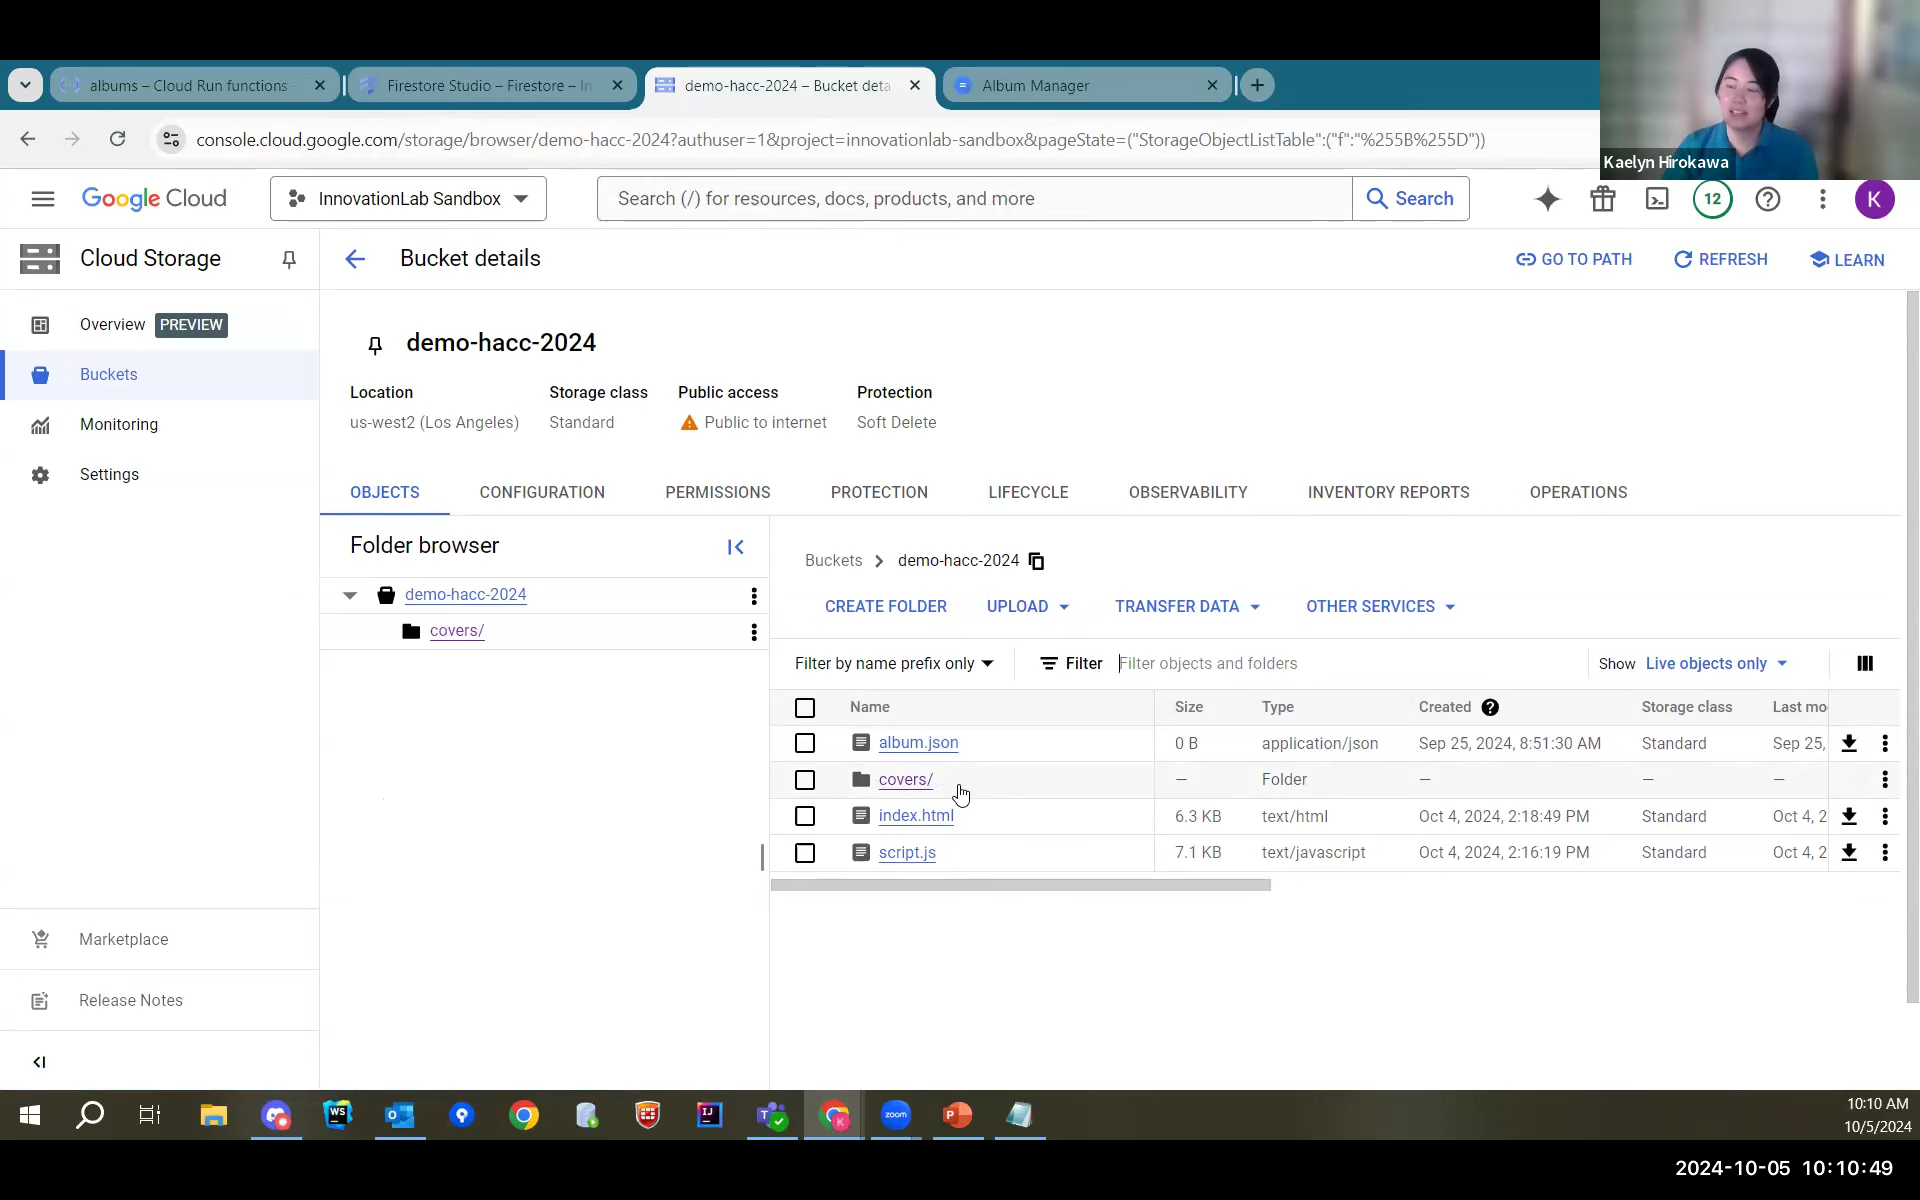 albums – Cloud Run functions
Firestore Studio – Firestore – In
demo-hacc-2024 – Bucket deta
Album Manager
console.cloud.google.com/storage/browser/demo-hacc-2024?authuser=1&project=innovationlab-sandbox&pageState=("StorageObjectListTable":("f":"%255B%255D"))
Kaelyn Hirokawa
Google Cloud
InnovationLab Sandbox
Search (/) for resources, docs, products, and more
Search
12
K
Cloud Storage
Bucket details
GO TO PATH
REFRESH
LEARN
Overview PREVIEW
Buckets
Monitoring
Settings
Marketplace
Release Notes
demo-hacc-2024
Location Storage class Public access Protection
us-west2 (Los Angeles) Standard Public to internet Soft Delete
OBJECTS CONFIGURATION PERMISSIONS PROTECTION LIFECYCLE OBSERVABILITY INVENTORY REPORTS OPERATIONS
Folder browser
demo-hacc-2024
covers/
Buckets > demo-hacc-2024
CREATE FOLDER UPLOAD TRANSFER DATA OTHER SERVICES
Filter by name prefix only Filter Filter objects and folders Show Live objects only
Name Size Type Created Storage class Last mo
album.json 0 B application/json Sep 25, 2024, 8:51:30 AM Standard Sep 25,
covers/ — Folder — — —
index.html 6.3 KB text/html Oct 4, 2024, 2:18:49 PM Standard Oct 4, 2
script.js 7.1 KB text/javascript Oct 4, 2024, 2:16:19 PM Standard Oct 4, 2
WS
IJ
zoom
10:10 AM
10/5/2024
2024-10-05 10:10:49